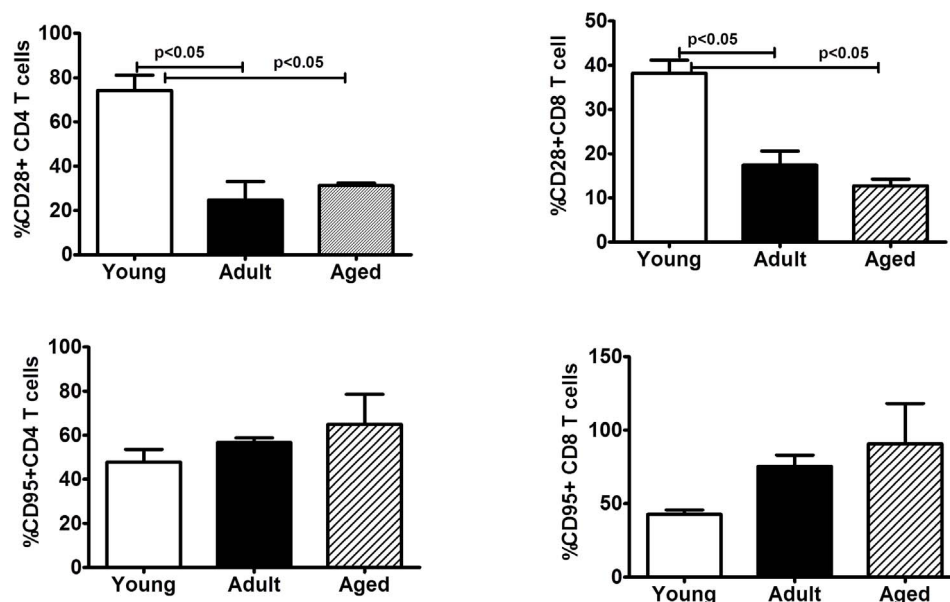 %CD28+ CD4 T cells
100
80
60
40
20
0
p<0.05
p<0.05
Young
Adult
Aged
%CD28+CD8 T cell
50
40
30
20
10
0
p<0.05
p<0.05
Young
Adult
Aged
%CD95+CD4 T cells
100
80
60
40
20
0
Young
Adult
Aged
%CD95+ CD8 T cells
150
100
50
0
Young
Adult
Aged